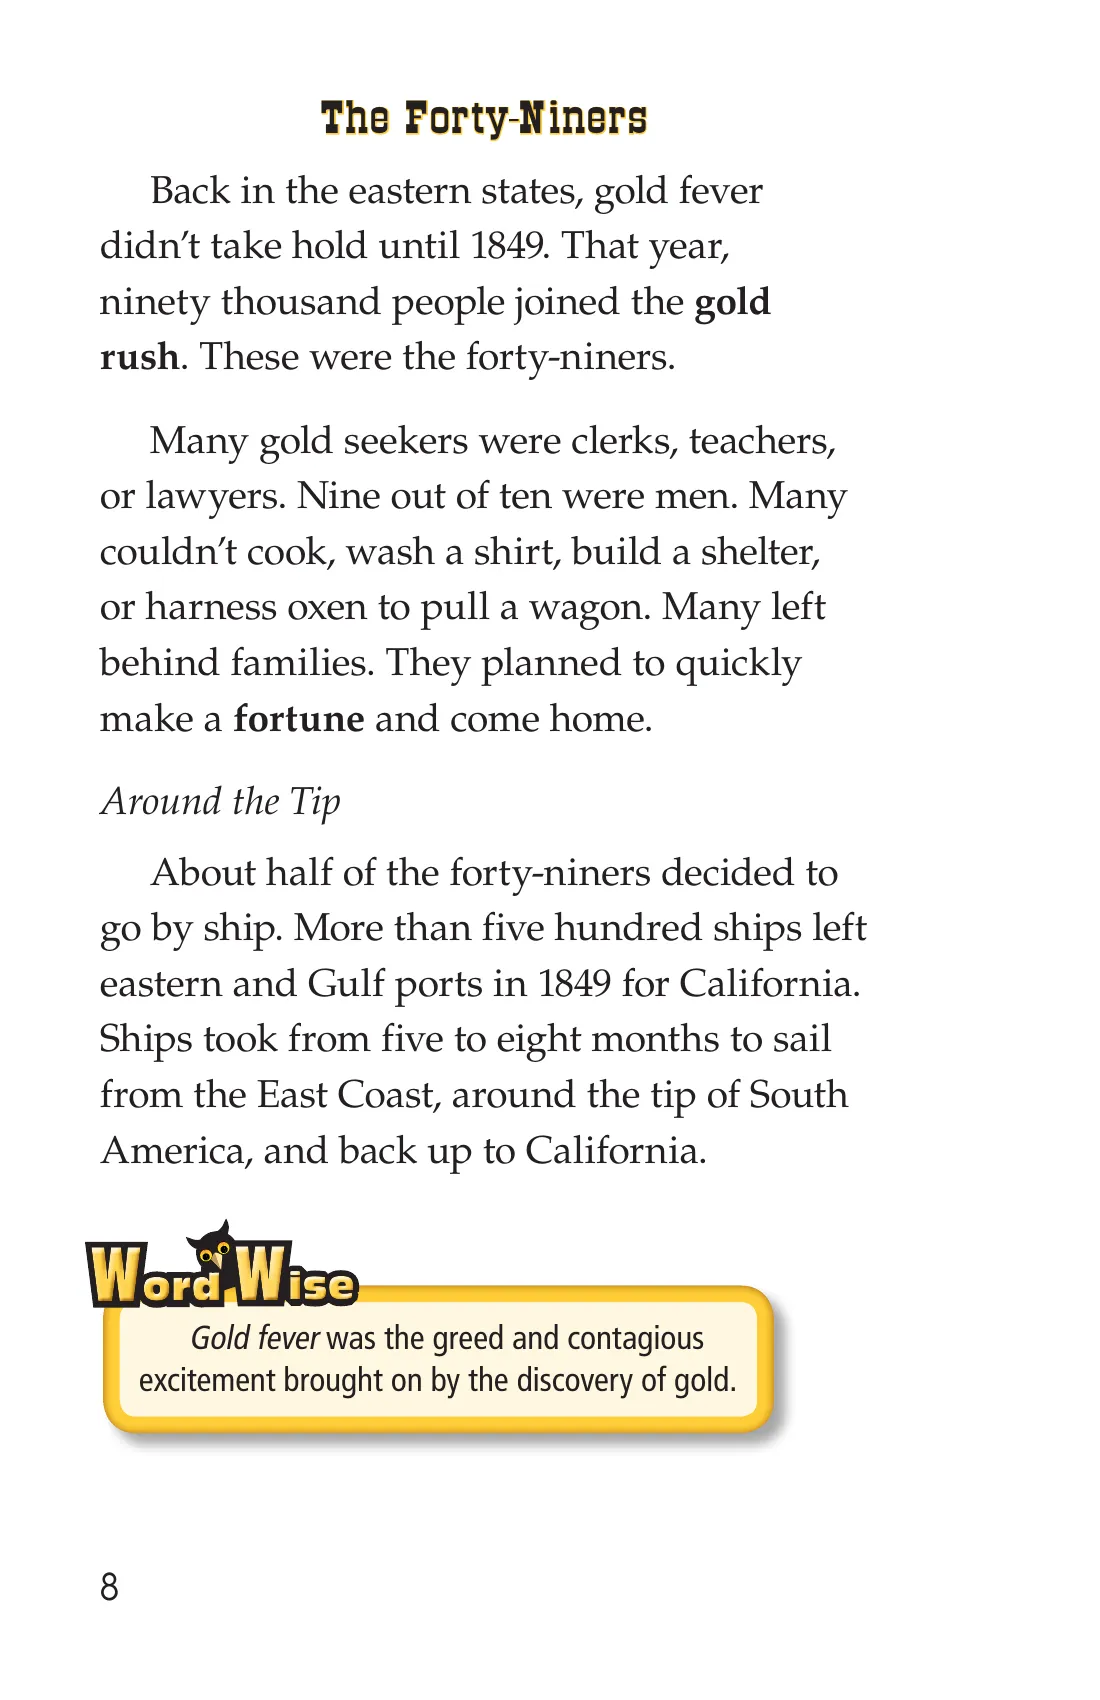 The Forty-Niners
Back in the eastern states, gold fever
didn’t take hold until 1849. That year,
ninety thousand people joined the gold
rush. These were the forty-niners.
Many gold seekers were clerks, teachers,
or lawyers. Nine out of ten were men. Many
couldn’t cook, wash a shirt, build a shelter,
or harness oxen to pull a wagon. Many left
behind families. They planned to quickly
make a fortune and come home.
Around the Tip
About half of the forty-niners decided to
go by ship. More than five hundred ships left
eastern and Gulf ports in 1849 for California.
Ships took from five to eight months to sail
from the East Coast, around the tip of South
America, and back up to California.
Word Wise
Gold fever was the greed and contagious
excitement brought on by the discovery of gold.
8